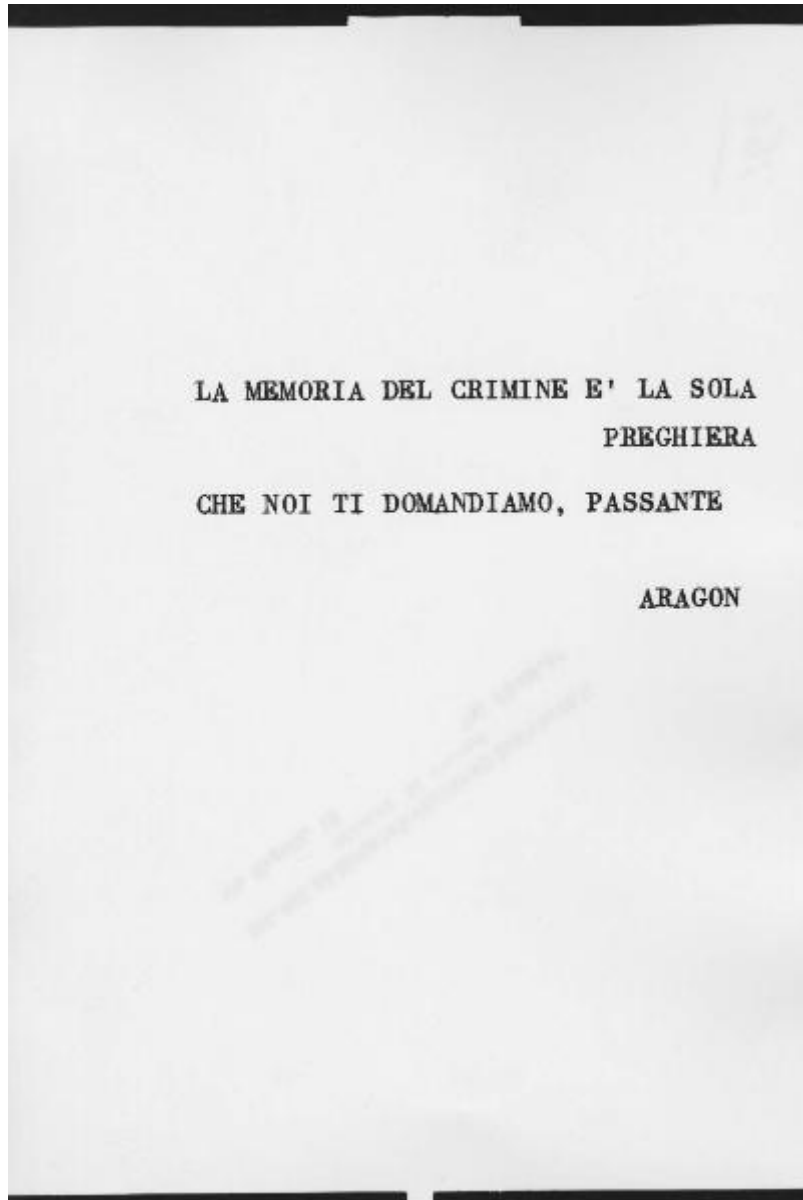 LA MEMORIA DEL CRIMINE E' LA SOLA
PREGHIERA
CHE NOI TI DOMANDIAMO, PASSANTE
ARAGON